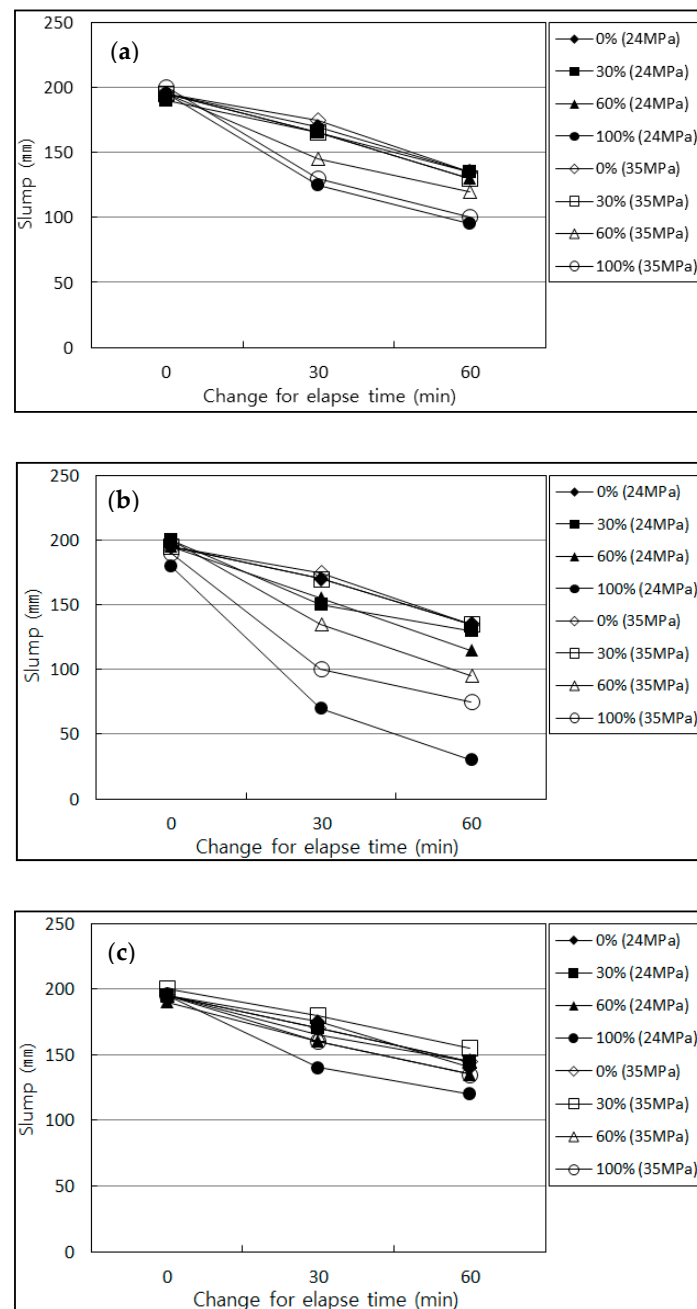 250
(a)
0% (24MPa)
200
30% (24MPa)
60% (24MPa)
150
100% (24MPa)
0% (35MPa)
100
30% (35MPa)
60% (35MPa)
50
100% (35MPa)
0
Slump (㎜)
0 30 60
Change for elapse time (min)
250
(b)
0% (24MPa)
200
30% (24MPa)
60% (24MPa)
150
100% (24MPa)
0% (35MPa)
100
30% (35MPa)
60% (35MPa)
50
100% (35MPa)
0
Slump (㎜)
0 30 60
Change for elapse time (min)
250
(c)
0% (24MPa)
200
30% (24MPa)
60% (24MPa)
150
100% (24MPa)
0% (35MPa)
100
30% (35MPa)
60% (35MPa)
50
100% (35MPa)
0
Slump (㎜)
0 30 60
Change for elapse time (min)